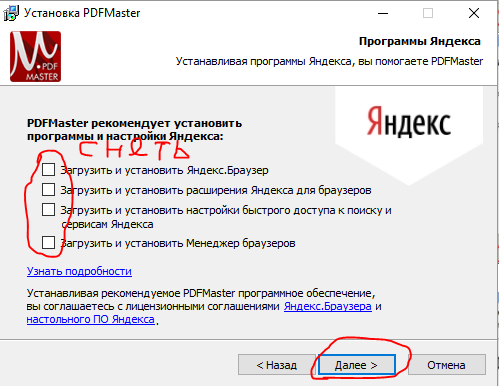 Установка PDFMaster
PDF
MASTER
Программы Яндекса
Устанавливая программы Яндекса, вы помогаете PDFMaster
PDFMaster рекомендует установить
программы и настройки Яндекса:
Яндекс
снять
Загрузить и установить Яндекс.Браузер
Загрузить и установить расширения Яндекса для браузеров
Загрузить и установить настройки быстрого доступа к поиску и
сервисам Яндекса
Загрузить и установить Менеджер браузеров
Узнать подробности
Устанавливая рекомендуемое PDFMaster программное обеспечение,
вы соглашаетесь с лицензионными соглашениями Яндекс.Браузера и
настольного ПО Яндекса.
< Назад
Далее >
Отмена